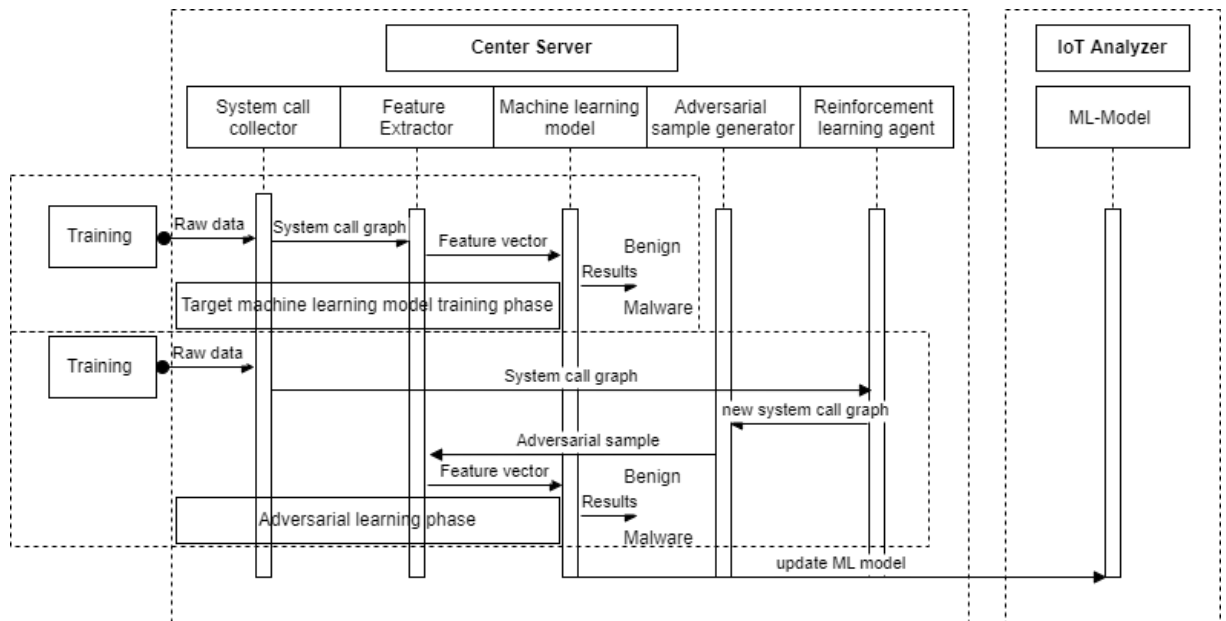 Center Server
IoT Analyzer
System call
collector
Feature
Extractor
Machine learning
model
Adversarial
sample generator
Reinforcement
learning agent
ML-Model
Training
Raw data
System call graph
Feature vector
Benign
Results
Malware
Target machine learning model training phase
Training
Raw data
System call graph
new system call graph
Adversarial sample
Feature vector
Benign
Results
Malware
Adversarial learning phase
update ML model